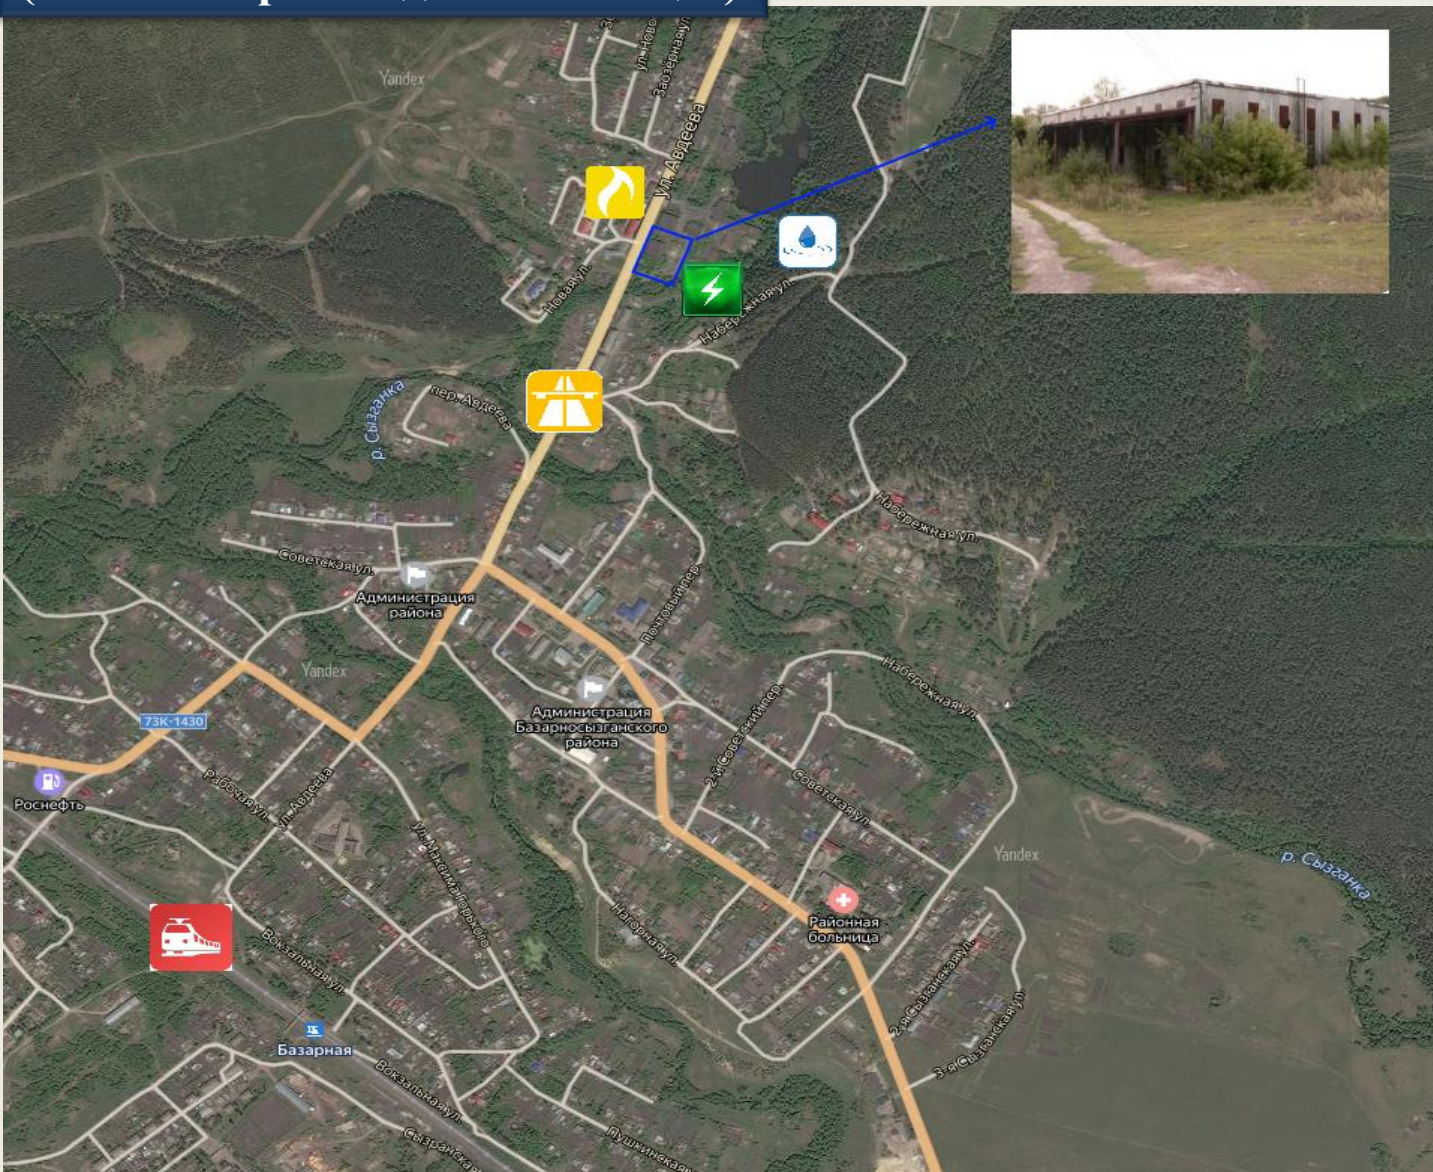 Yandex
ул. Ново
Заозёрная ул.
ул. Авдеева
Новая ул.
Набережная ул.
р. Сызганка
пер. Авдеева
Набережная ул.
Советская ул.
Администрация
района
Почтовый пер.
Yandex
Набережная ул.
73К-1430
Администрация
Базарносызганского
района
2-й Советский пер.
Роснефть
Рабочая ул.
ул. Авдеева
Советская ул.
ул. Максима Горького
Yandex
р. Сызганка
Районная
больница
Нагорная ул.
Вокзальная ул.
2-я Сызганская ул.
3-я Сызганская ул.
Базарная
Вокзальная ул.
Сызранская
Пушкинская